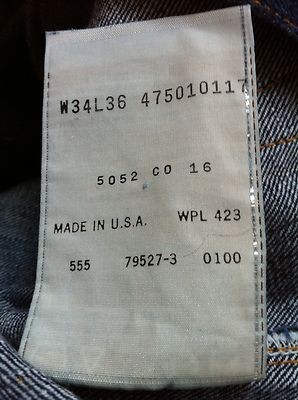 W34L36 475010117
5052 CO 16
MADE IN U.S.A. WPL 423
555 79527-3 0100